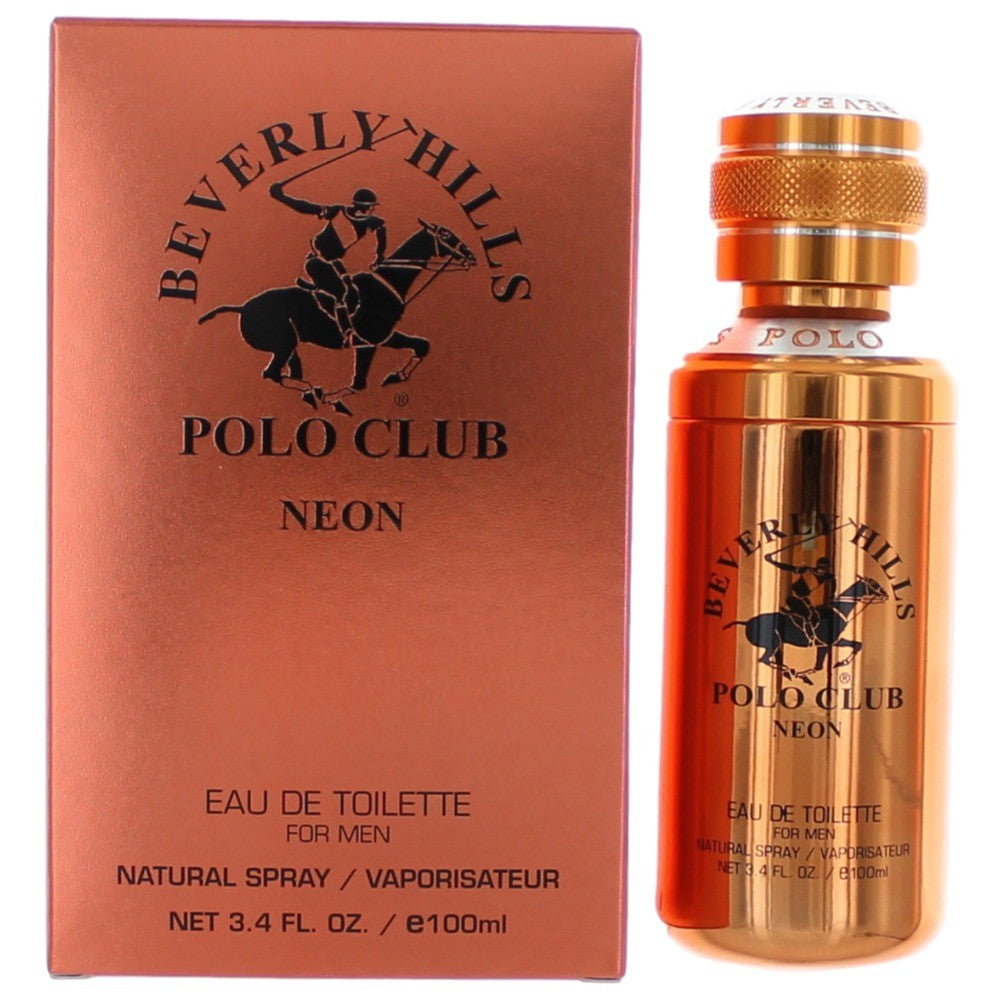 BEVERLY HILLS
®
POLO CLUB
NEON
EAU DE TOILETTE
FOR MEN
NATURAL SPRAY / VAPORISATEUR
NET 3.4 FL. OZ. / ℮100ml
BEVERLY
S POLO
BEVERLY HILLS
®
POLO CLUB
NEON
EAU DE TOILETTE
FOR MEN
NATURAL SPRAY / VAPORISATEUR
NET 3.4 FL. OZ. / ℮100ml